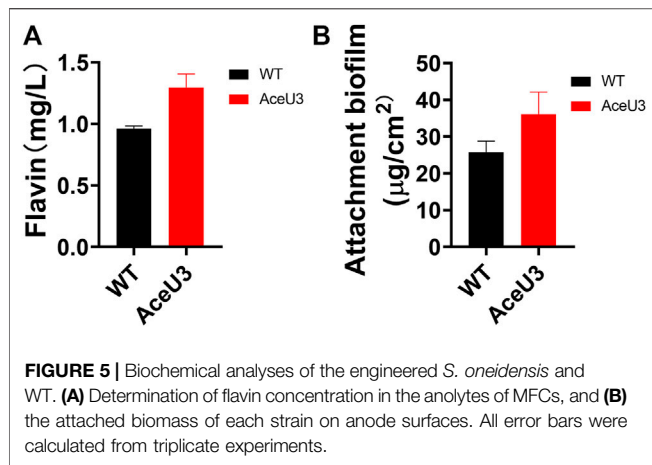 A
Flavin (mg/L)
1.5
1.0
0.5
0.0
WT
AceU3
WT
AceU3
B
Attachment biofilm
(μg/cm²)
50
40
30
20
10
0
WT
AceU3
WT
AceU3
FIGURE 5 | Biochemical analyses of the engineered S. oneidensis and
WT. (A) Determination of flavin concentration in the anolytes of MFCs, and (B)
the attached biomass of each strain on anode surfaces. All error bars were
calculated from triplicate experiments.